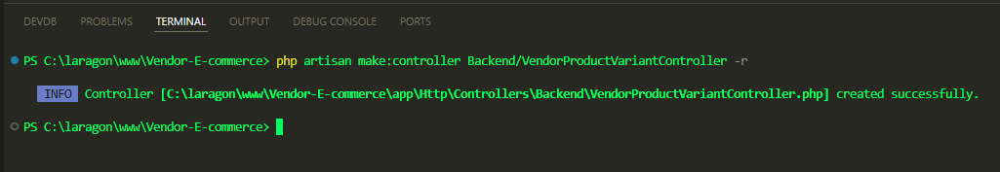 DEVDB PROBLEMS TERMINAL OUTPUT DEBUG CONSOLE PORTS
PS C:\laragon\www\Vendor-E-commerce> php artisan make:controller Backend/VendorProductVariantController -r
INFO Controller [C:\laragon\www\Vendor-E-commerce\app\Http\Controllers\Backend\VendorProductVariantController.php] created successfully.
PS C:\laragon\www\Vendor-E-commerce>